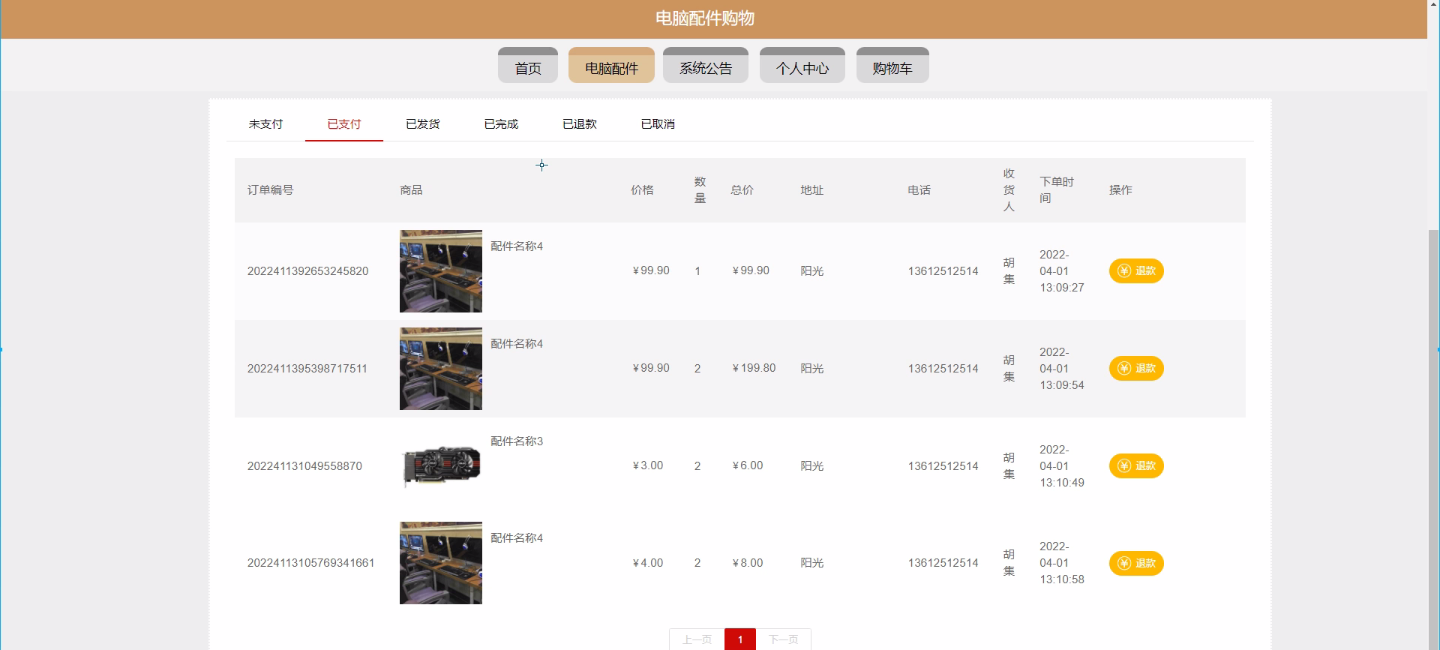 电脑配件购物
首页 电脑配件 系统公告 个人中心 购物车
未支付 已支付 已发货 已完成 已退款 已取消
订单编号 商品 价格 数量 总价 地址 电话 收货人 下单时间 操作
2022411392653245820 配件名称4 ￥99.90 1 ￥99.90 阳光 13612512514 胡集 2022-04-01 13:09:27 退款
2022411395398717511 配件名称4 ￥99.90 2 ￥199.80 阳光 13612512514 胡集 2022-04-01 13:09:54 退款
202241131049558870 配件名称3 ￥3.00 2 ￥6.00 阳光 13612512514 胡集 2022-04-01 13:10:49 退款
20224113105769341661 配件名称4 ￥4.00 2 ￥8.00 阳光 13612512514 胡集 2022-04-01 13:10:58 退款
上一页 1 下一页